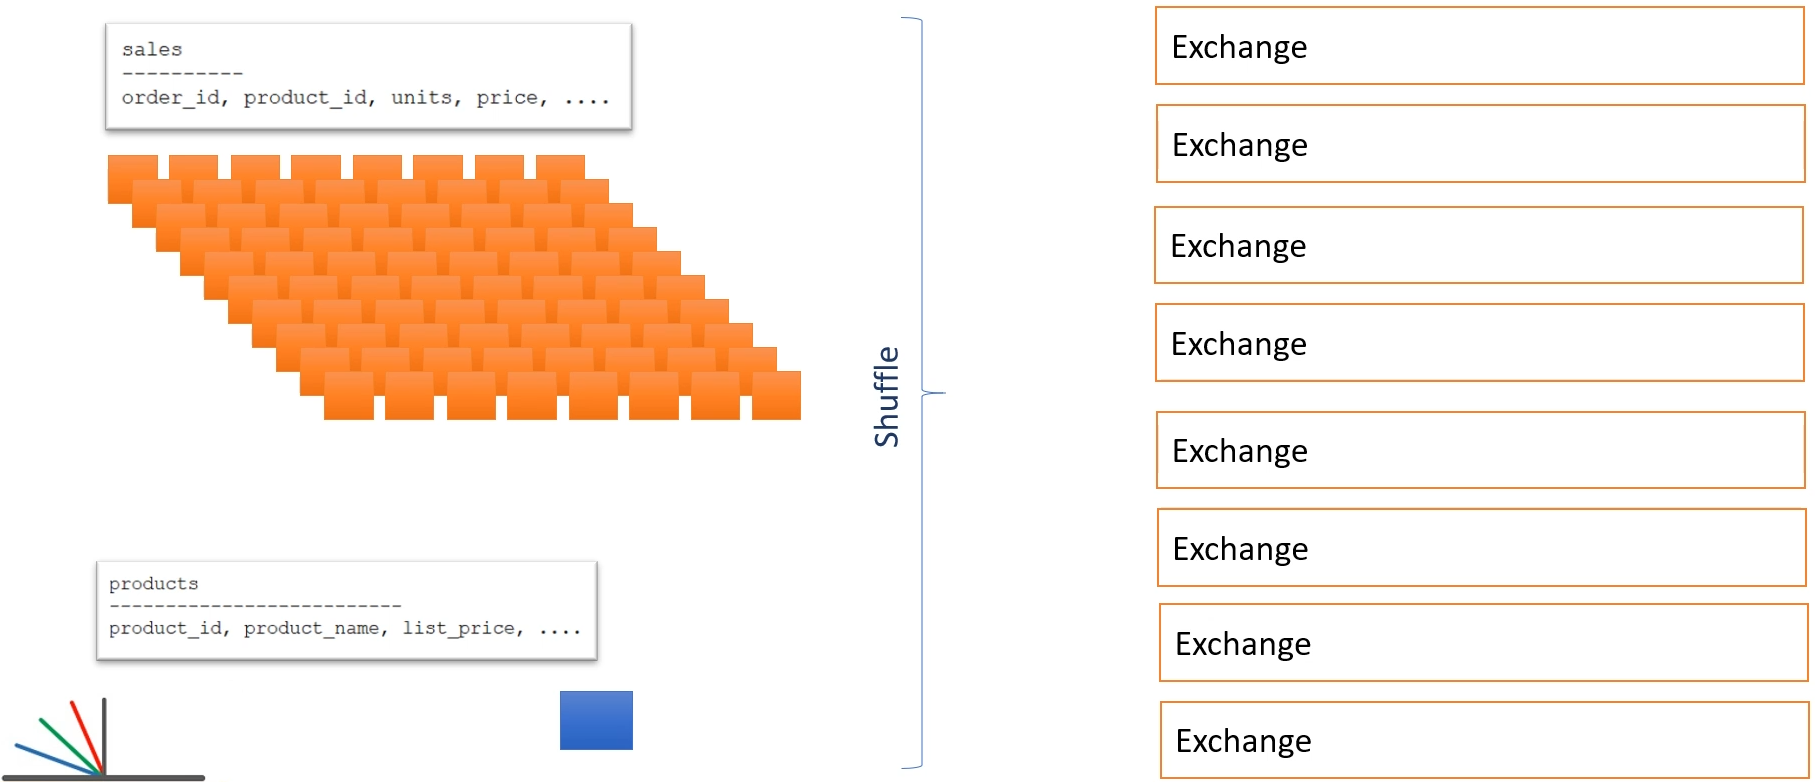 sales
----------
order_id, product_id, units, price, ....
products
--------------------------
product_id, product_name, list_price, ....
Shuffle
Exchange
Exchange
Exchange
Exchange
Exchange
Exchange
Exchange
Exchange